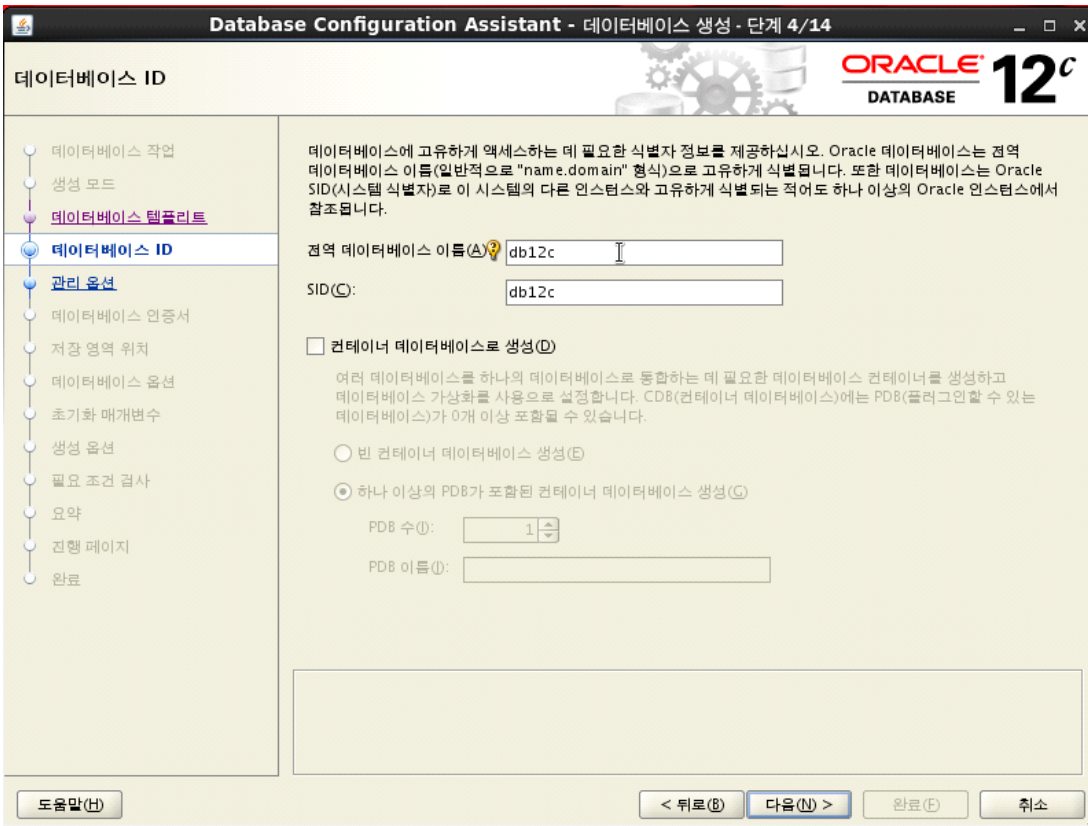 Database Configuration Assistant - 데이터베이스 생성 - 단계 4/14
데이터베이스 ID
ORACLE
DATABASE
12c
데이터베이스 작업
생성 모드
데이터베이스 템플리트
데이터베이스 ID
관리 옵션
데이터베이스 인증서
저장 영역 위치
데이터베이스 옵션
초기화 매개변수
생성 옵션
필요 조건 검사
요약
진행 페이지
완료
데이터베이스에 고유하게 액세스하는 데 필요한 식별자 정보를 제공하십시오. Oracle 데이터베이스는 전역
데이터베이스 이름(일반적으로 "name.domain" 형식)으로 고유하게 식별됩니다. 또한 데이터베이스는 Oracle
SID(시스템 식별자)로 이 시스템의 다른 인스턴스와 고유하게 식별되는 적어도 하나 이상의 Oracle 인스턴스에서
참조됩니다.
전역 데이터베이스 이름(A) db12c
SID(C): db12c
컨테이너 데이터베이스로 생성(D)
여러 데이터베이스를 하나의 데이터베이스로 통합하는 데 필요한 데이터베이스 컨테이너를 생성하고
데이터베이스 가상화를 사용으로 설정합니다. CDB(컨테이너 데이터베이스)에는 PDB(플러그인할 수 있는
데이터베이스)가 0개 이상 포함될 수 있습니다.
빈 컨테이너 데이터베이스 생성(E)
하나 이상의 PDB가 포함된 컨테이너 데이터베이스 생성(G)
PDB 수(I): 1
PDB 이름(J):
도움말(H)
< 뒤로(B)
다음(N) >
완료(F)
취소